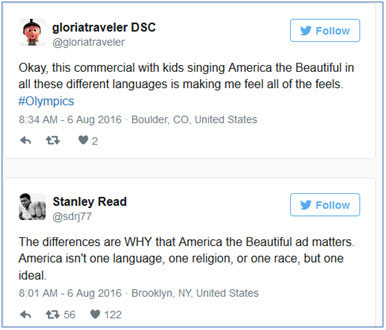 gloriatraveler DSC
@gloriatraveler
Follow
Okay, this commercial with kids singing America the Beautiful in
all these different languages is making me feel all of the feels.
#Olympics
8:34 AM - 6 Aug 2016 · Boulder, CO, United States
2
Stanley Read
@sdrj77
Follow
The differences are WHY that America the Beautiful ad matters.
America isn't one language, one religion, or one race, but one
ideal.
8:01 AM - 6 Aug 2016 · Brooklyn, NY, United States
56 122